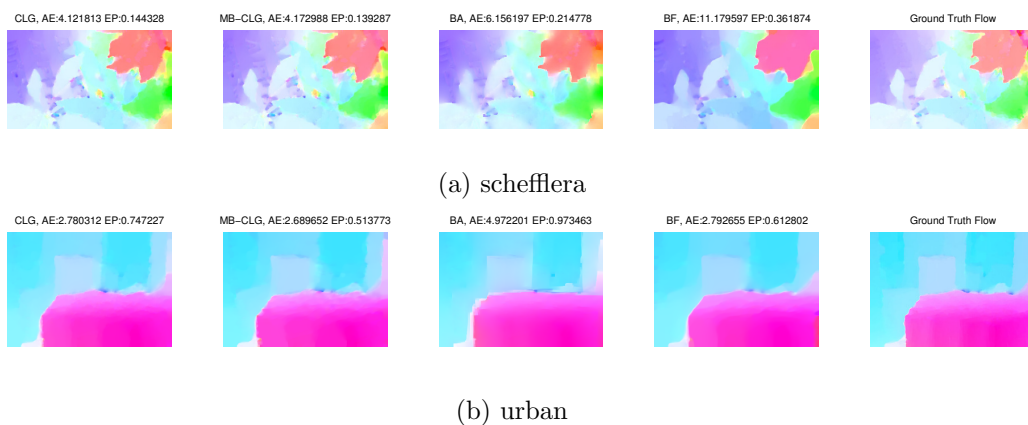 CLG, AE:4.121813 EP:0.144328 MB−CLG, AE:4.172988 EP:0.139287 BA, AE:6.156197 EP:0.214778 BF, AE:11.179597 EP:0.361874 Ground Truth Flow
(a) schefflera
CLG, AE:2.780312 EP:0.747227 MB−CLG, AE:2.689652 EP:0.513773 BA, AE:4.972201 EP:0.973463 BF, AE:2.792655 EP:0.612802 Ground Truth Flow
(b) urban